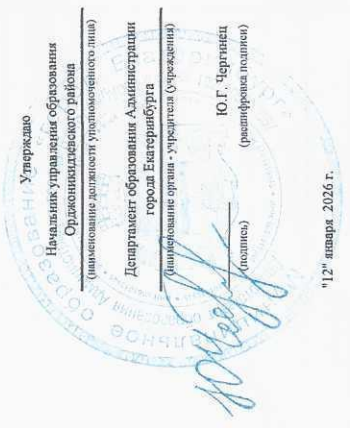 Утверждаю
Начальник управления образования
Орджоникидзевского района
(наименование должности уполномоченного лица)
Департамент образования Администрации
города Екатеринбурга
(наименование органа - учредителя (учреждения)
Ю.Г. Чергинец
(подпись) (расшифровка подписи)
"12" января 2026 г.